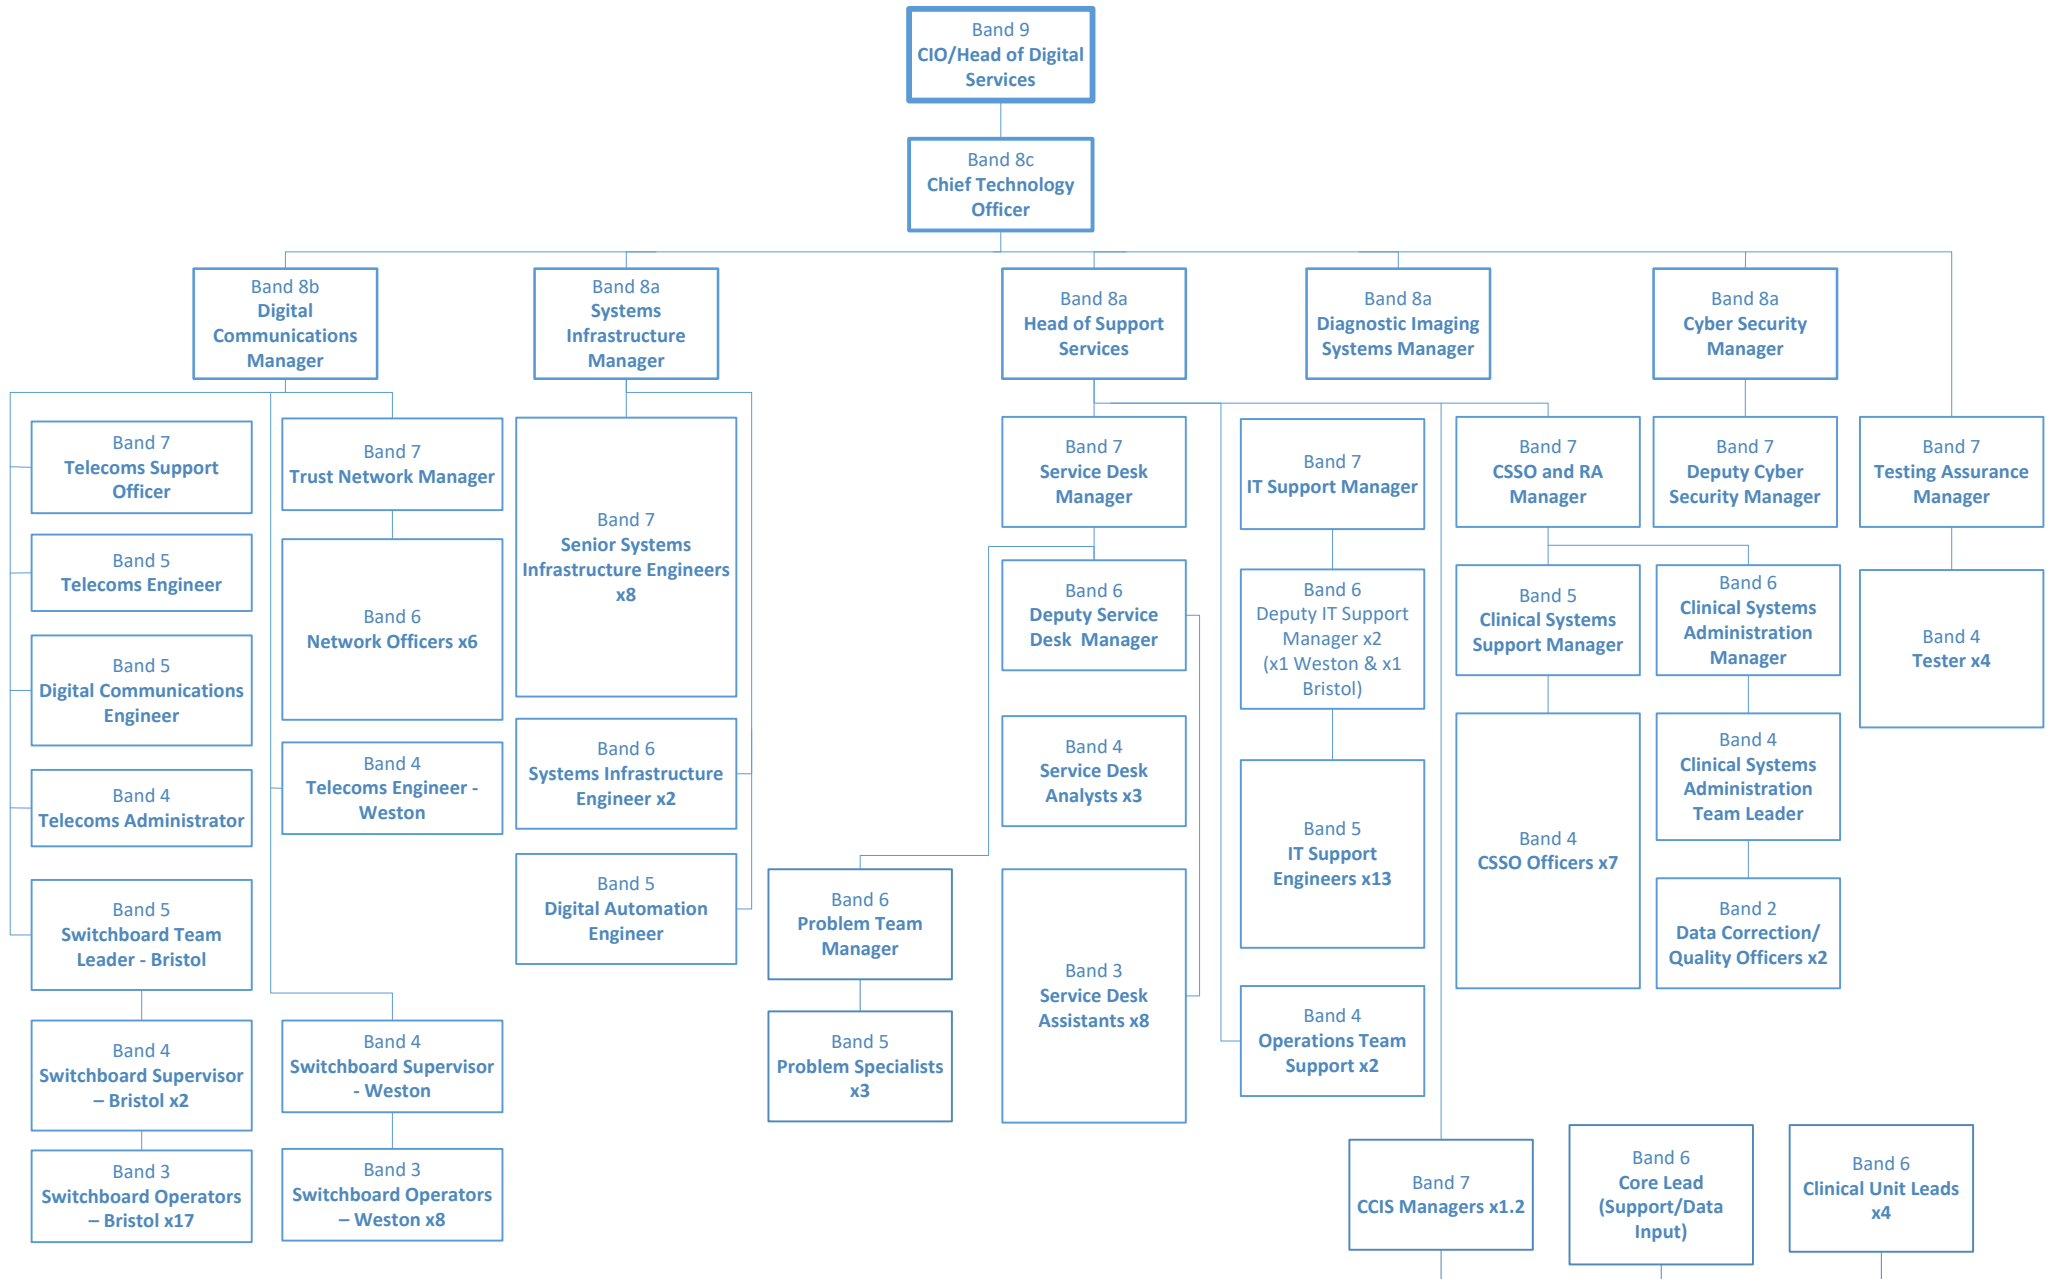 Band 9
CIO/Head of Digital
Services
Band 8c
Chief Technology
Officer
Band 8b
Digital
Communications
Manager
Band 8a
Systems
Infrastructure
Manager
Band 8a
Head of Support
Services
Band 8a
Diagnostic Imaging
Systems Manager
Band 8a
Cyber Security
Manager
Band 7
Telecoms Support
Officer
Band 5
Telecoms Engineer
Band 5
Digital Communications
Engineer
Band 4
Telecoms Administrator
Band 5
Switchboard Team
Leader - Bristol
Band 4
Switchboard Supervisor
– Bristol x2
Band 3
Switchboard Operators
– Bristol x17
Band 7
Trust Network Manager
Band 6
Network Officers x6
Band 4
Telecoms Engineer -
Weston
Band 4
Switchboard Supervisor
- Weston
Band 3
Switchboard Operators
– Weston x8
Band 7
Senior Systems
Infrastructure Engineers
x8
Band 6
Systems Infrastructure
Engineer x2
Band 5
Digital Automation
Engineer
Band 6
Problem Team
Manager
Band 5
Problem Specialists
x3
Band 7
Service Desk
Manager
Band 6
Deputy Service
Desk  Manager
Band 4
Service Desk
Analysts x3
Band 3
Service Desk
Assistants x8
Band 7
IT Support Manager
Band 6
Deputy IT Support
Manager x2
(x1 Weston & x1
Bristol)
Band 5
IT Support
Engineers x13
Band 4
Operations Team
Support x2
Band 7
CSSO and RA
Manager
Band 5
Clinical Systems
Support Manager
Band 4
CSSO Officers x7
Band 7
Deputy Cyber
Security Manager
Band 6
Clinical Systems
Administration
Manager
Band 4
Clinical Systems
Administration
Team Leader
Band 2
Data Correction/
Quality Officers x2
Band 7
Testing Assurance
Manager
Band 4
Tester x4
Band 7
CCIS Managers x1.2
Band 6
Core Lead
(Support/Data
Input)
Band 6
Clinical Unit Leads
x4